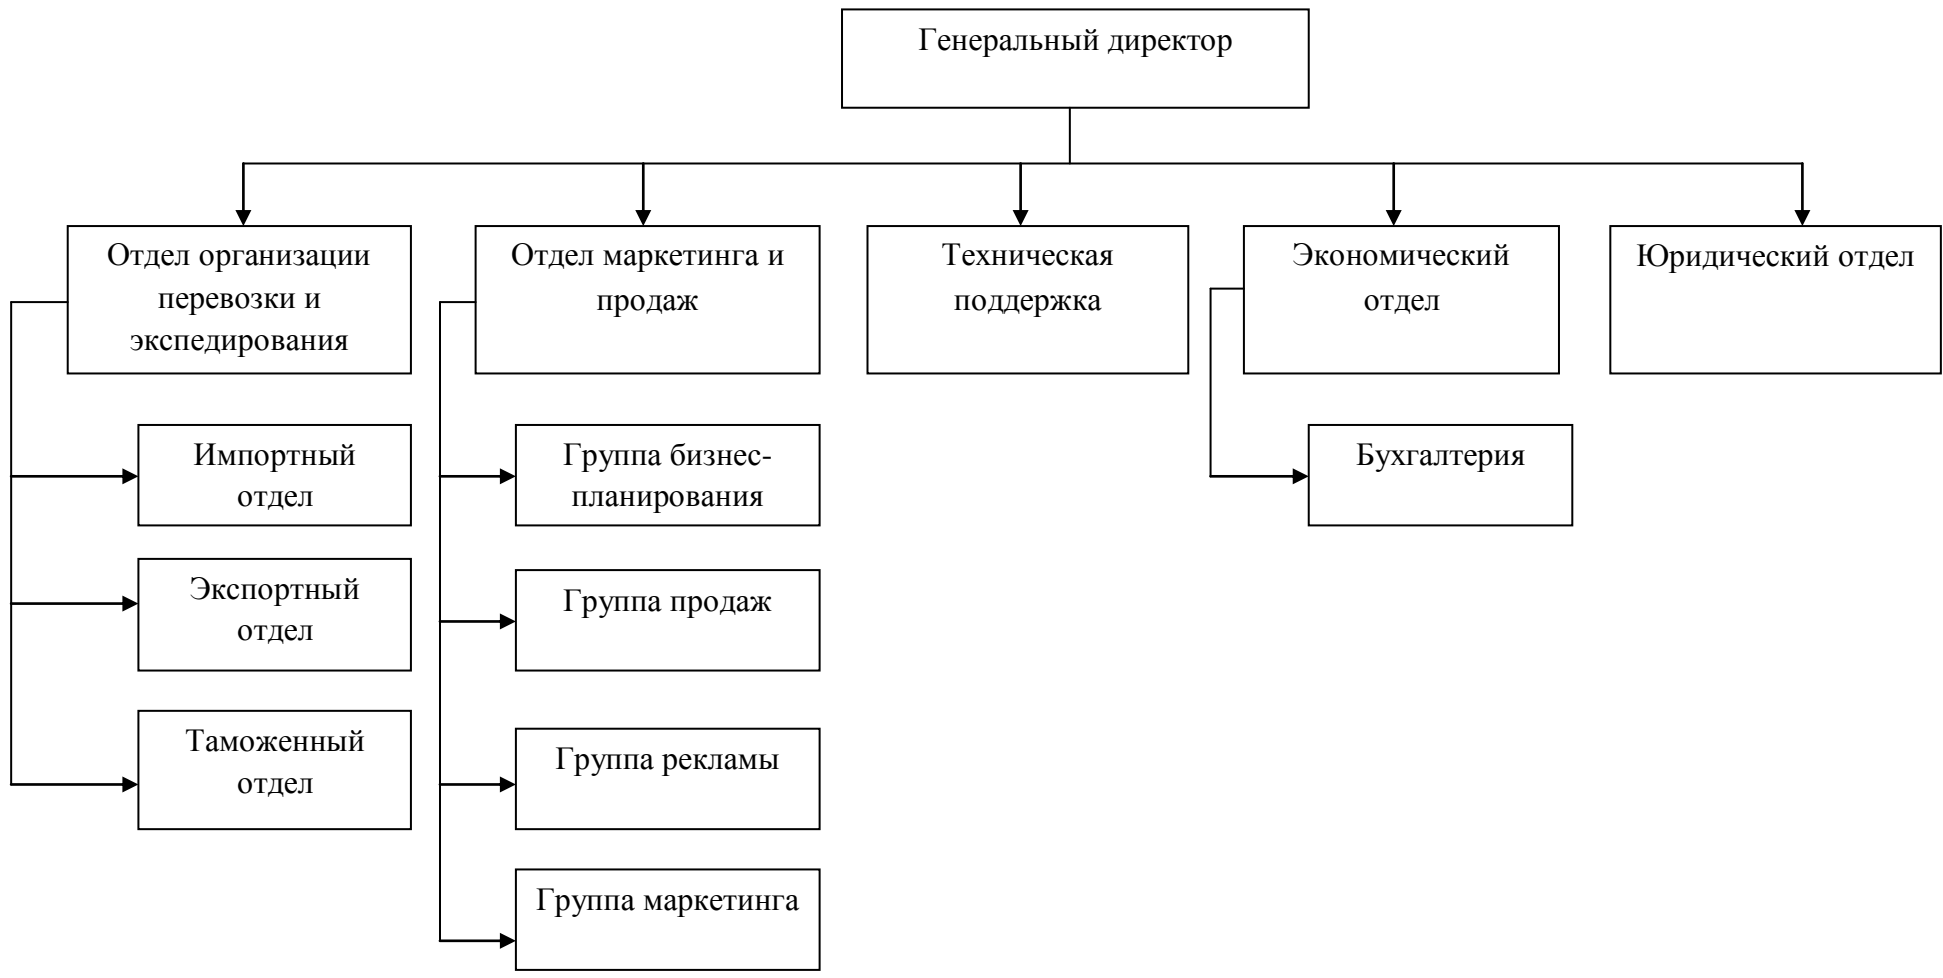 Генеральный директор
Отдел организации
перевозки и
экспедирования
Отдел маркетинга и
продаж
Техническая
поддержка
Экономический
отдел
Юридический отдел
Импортный
отдел
Экспортный
отдел
Таможенный
отдел
Группа бизнес-
планирования
Группа продаж
Группа рекламы
Группа маркетинга
Бухгалтерия